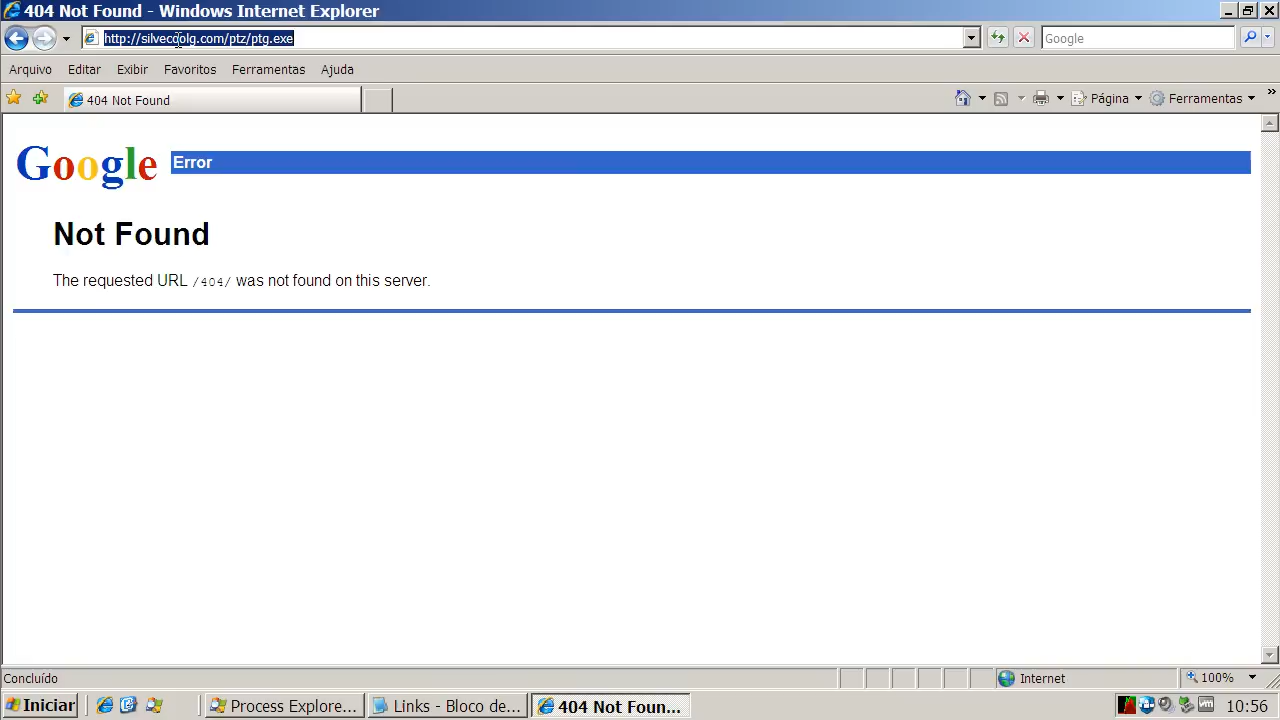 404 Not Found - Windows Internet Explorer
http://silvecoolg.com/ptz/ptg.exe
Google
Arquivo Editar Exibir Favoritos Ferramentas Ajuda
404 Not Found
Página Ferramentas »
Google Error
Not Found
The requested URL /404/ was not found on this server.
Concluído Internet 100%
Iniciar Process Explore... Links - Bloco de... 404 Not Foun... 10:56